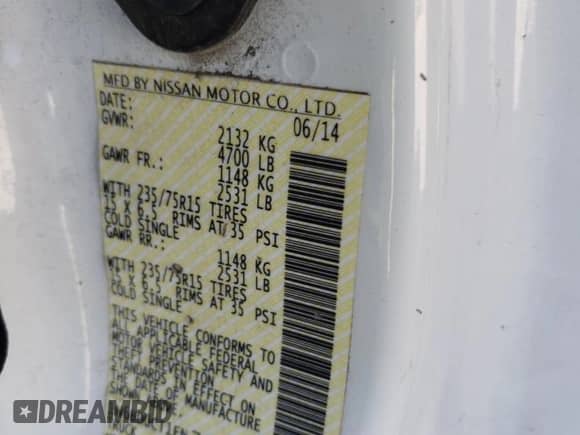 MFD BY NISSAN MOTOR CO., LTD.
DATE: 06/14
GVWR: 2132 KG
4700 LB
GAWR FR.: 1148 KG
2531 LB
WITH 235/75R15 TIRES
15 X 6.5 RIMS AT 35 PSI
COLD SINGLE
GAWR RR.: 1148 KG
2531 LB
WITH 235/75R15 TIRES
X 6.5 RIMS AT 35 PSI
COLD SINGLE
THIS VEHICLE CONFORMS TO
ALL APPLICABLE FEDERAL
MOTOR VEHICLE SAFETY AND
THEFT PREVENTION
STANDARDS IN EFFECT ON
DATE OF MANUFACTURE
TRUCK
DREAMBID